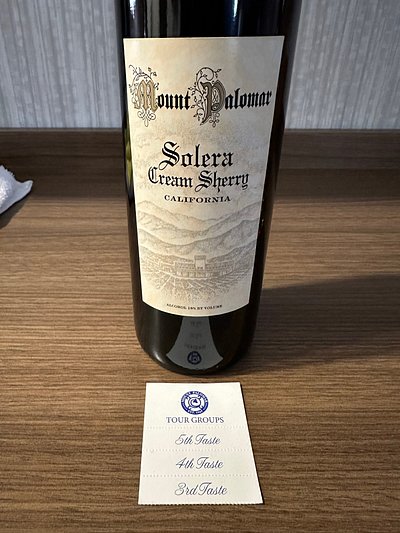 Mount Palomar
Solera
Cream Sherry
CALIFORNIA
ALCOHOL 18% BY VOLUME
TOUR GROUPS
5th Taste
4th Taste
3rd Taste